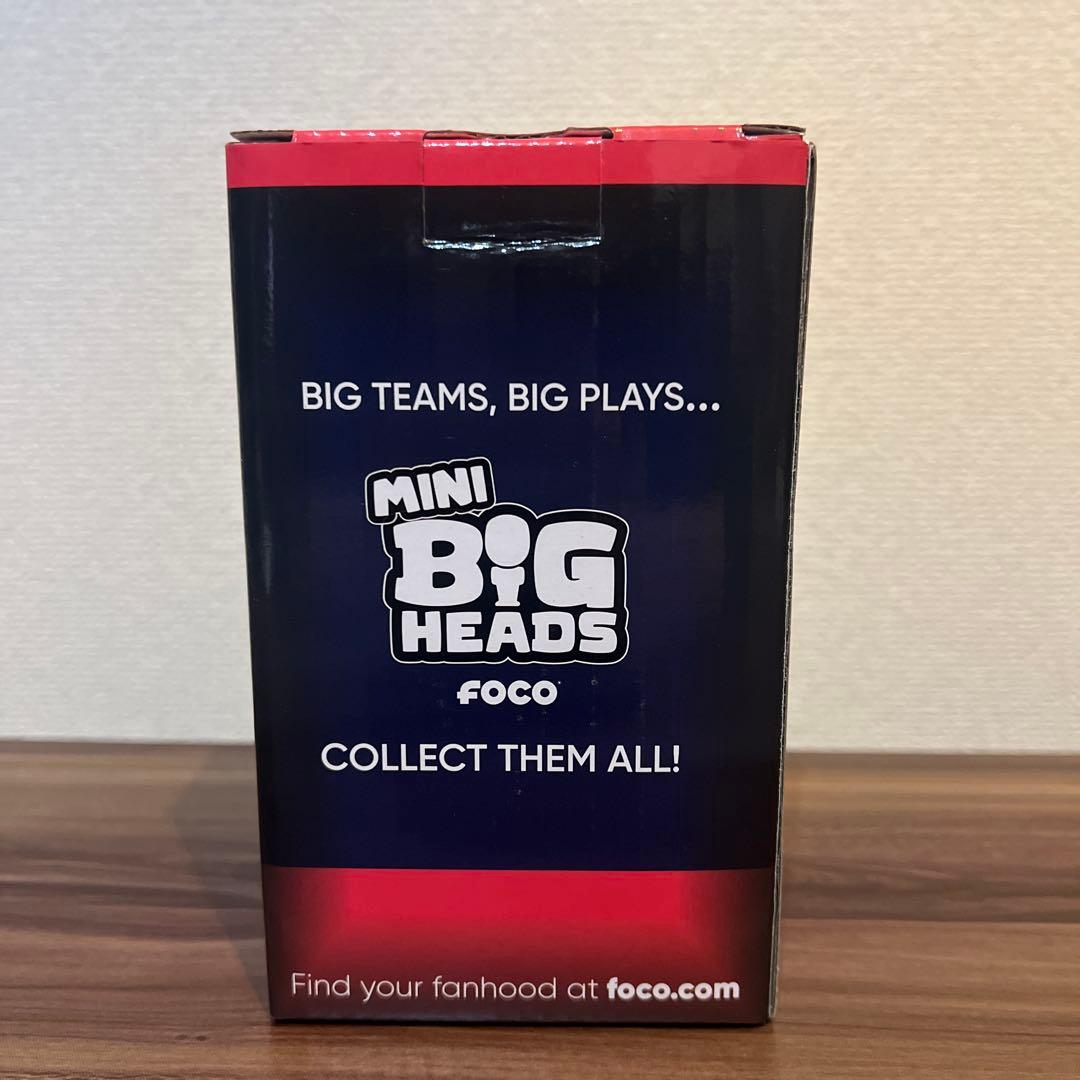 BIG TEAMS, BIG PLAYS...
MINI
BIG
HEADS
FOCO
COLLECT THEM ALL!
Find your fanhood at foco.com